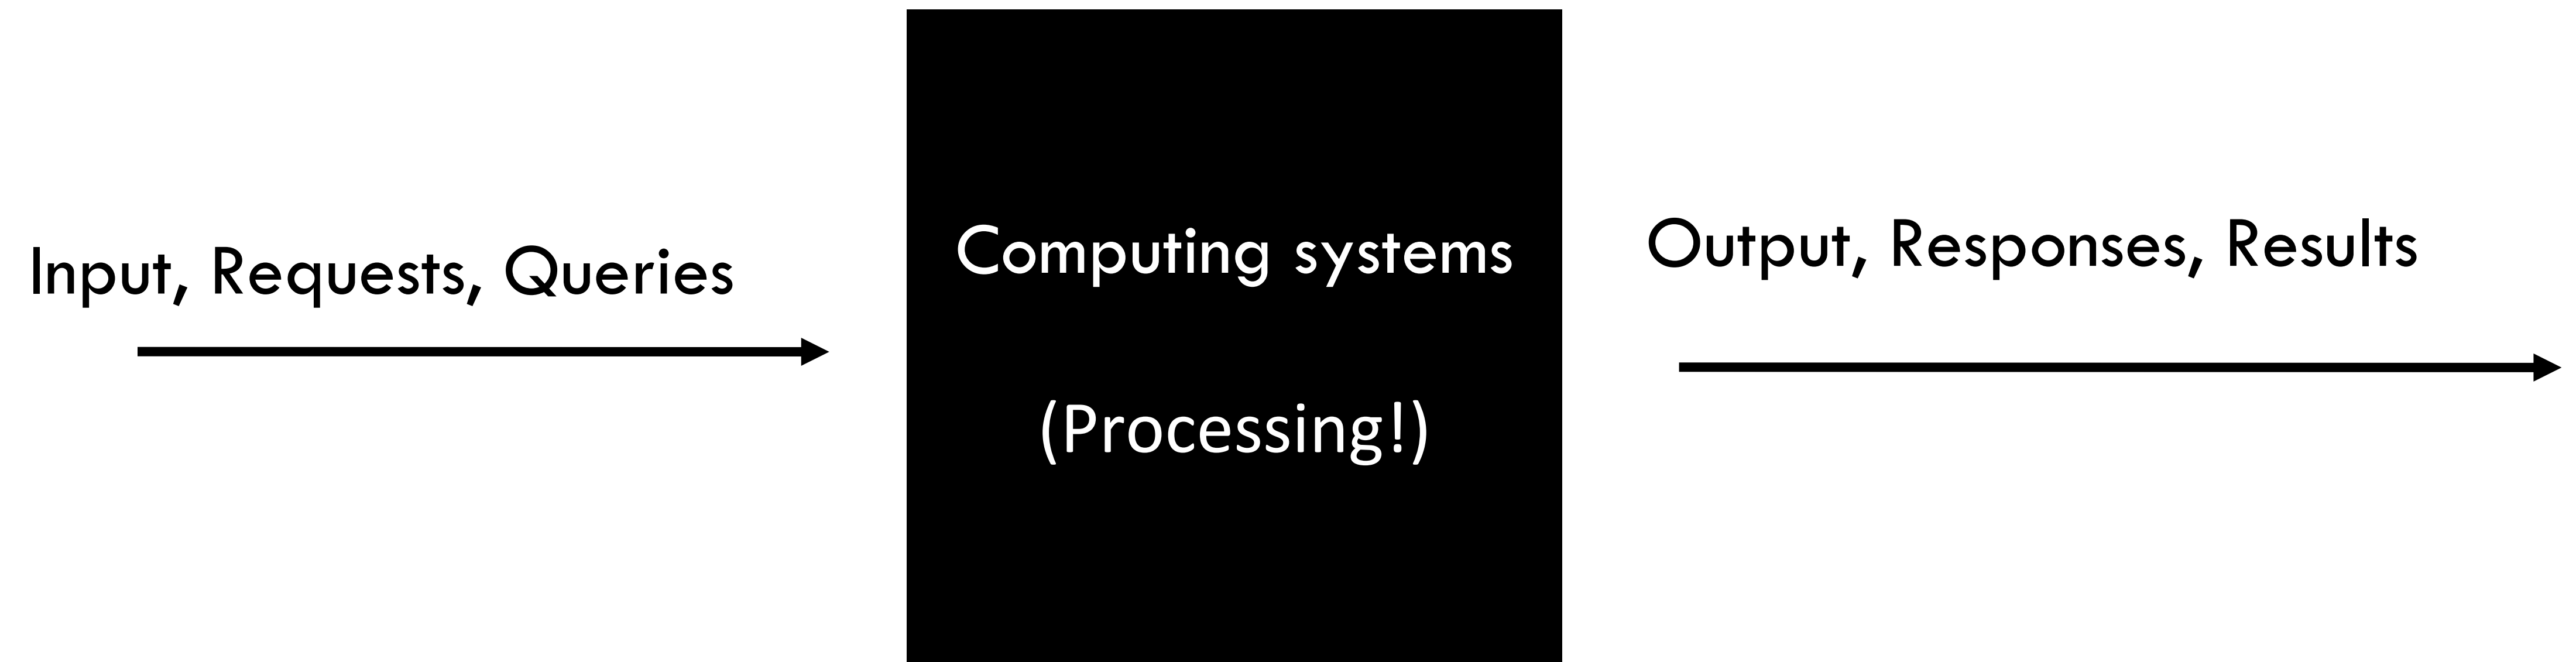 Input, Requests, Queries
Computing systems
(Processing!)
Output, Responses, Results